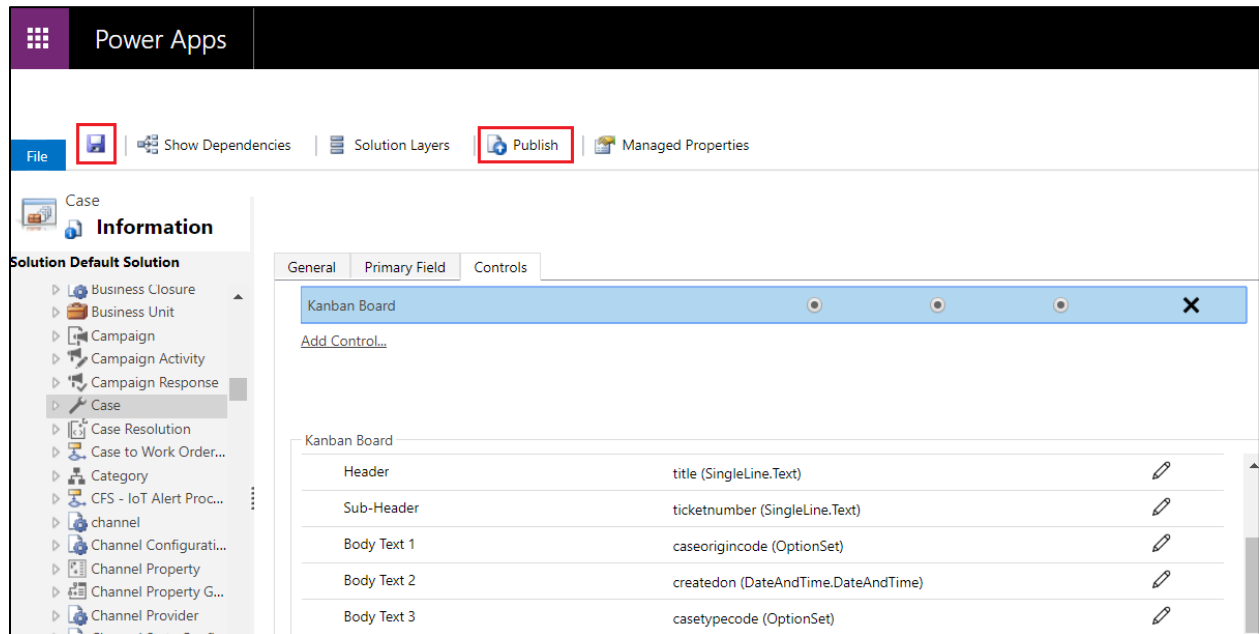 Power Apps
File
Show Dependencies
Solution Layers
Publish
Managed Properties
Case
Information
Solution Default Solution
Business Closure
Business Unit
Campaign
Campaign Activity
Campaign Response
Case
Case Resolution
Case to Work Order...
Category
CFS - IoT Alert Proc...
channel
Channel Configurati...
Channel Property
Channel Property G...
Channel Provider
General Primary Field Controls
Kanban Board
Add Control...
Kanban Board
Header title (SingleLine.Text)
Sub-Header ticketnumber (SingleLine.Text)
Body Text 1 caseorigincode (OptionSet)
Body Text 2 createdon (DateAndTime.DateAndTime)
Body Text 3 casetypecode (OptionSet)